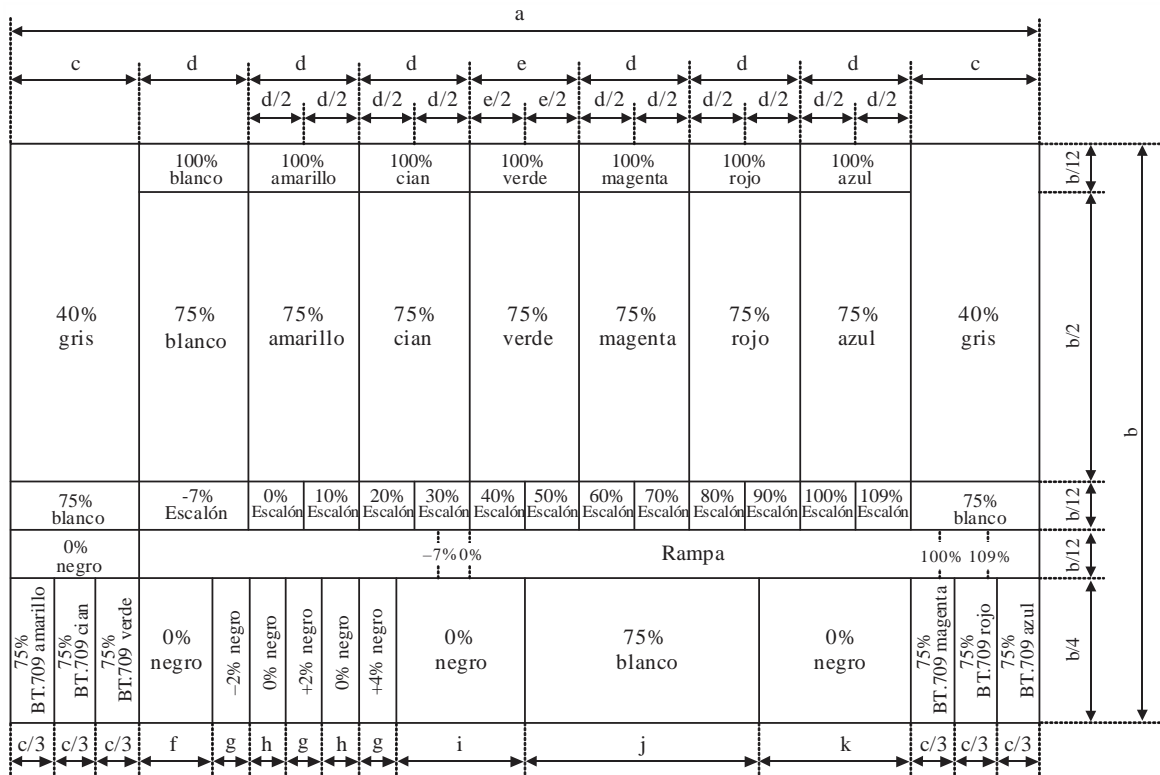 a
c d d d e d d d c
d/2 d/2 d/2 d/2 e/2 e/2 d/2 d/2 d/2 d/2 d/2 d/2
100% blanco
100% amarillo
100% cian
100% verde
100% magenta
100% rojo
100% azul
b/12
40% gris
75% blanco
75% amarillo
75% cian
75% verde
75% magenta
75% rojo
75% azul
40% gris
b/2
b
75% blanco
-7% Escalón
0% Escalón
10% Escalón
20% Escalón
30% Escalón
40% Escalón
50% Escalón
60% Escalón
70% Escalón
80% Escalón
90% Escalón
100% Escalón
109% Escalón
75% blanco
b/12
0% negro
–7% 0% Rampa 100% 109%
b/12
75% BT.709 amarillo
75% BT.709 cian
75% BT.709 verde
0% negro
–2% negro
0% negro
+2% negro
0% negro
+4% negro
0% negro
75% blanco
0% negro
75% BT.709 magenta
75% BT.709 rojo
75% BT.709 azul
b/4
c/3 c/3 c/3 f g h g h g i j k c/3 c/3 c/3